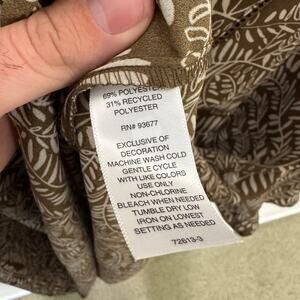 69% POLYESTER
31% RECYCLED
POLYESTER
RN# 93677
EXCLUSIVE OF
DECORATION
MACHINE WASH COLD
GENTLE CYCLE
WITH LIKE COLORS
USE ONLY
NON-CHLORINE
BLEACH WHEN NEEDED
TUMBLE DRY LOW
IRON ON LOWEST
SETTING AS NEEDED
72613-3